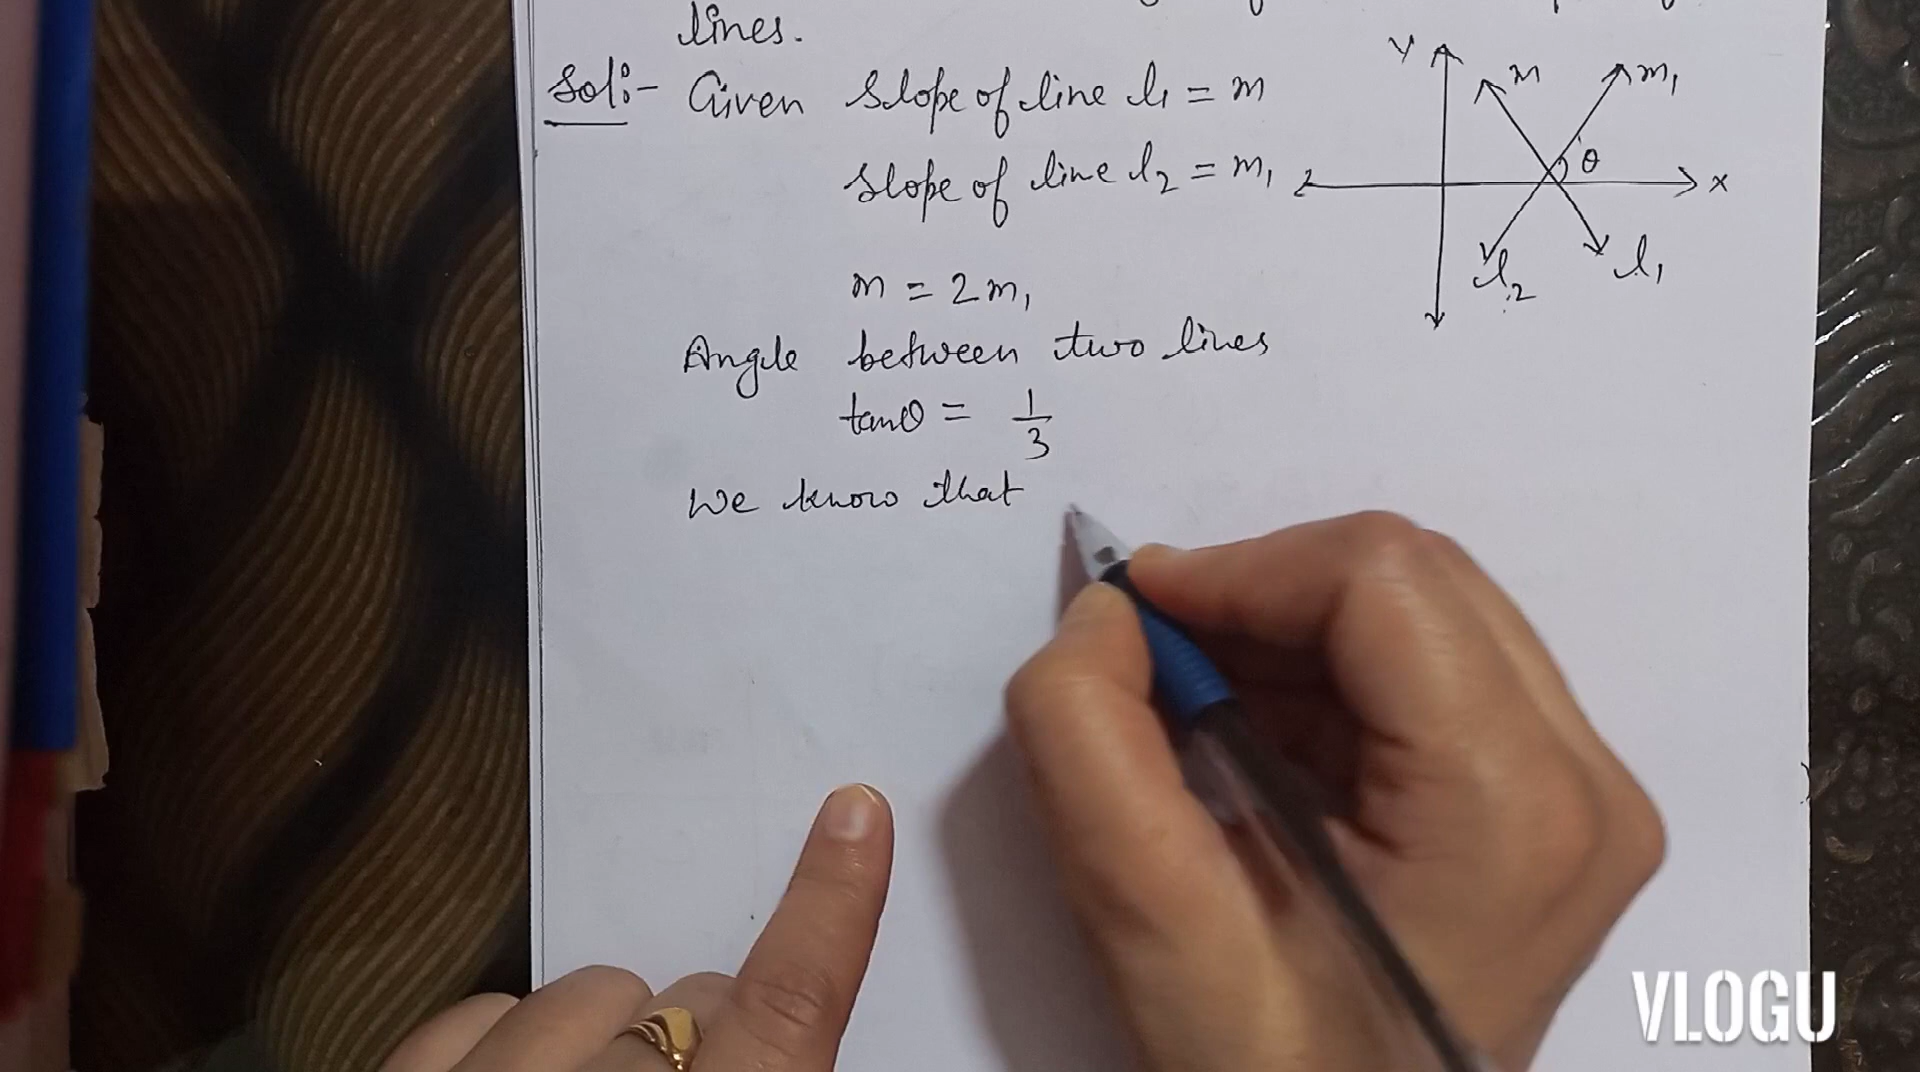 lines.
Sol:- Given Slope of line l₁ = m
Slope of line l₂ = m₁
m = 2m₁
Angle between two lines
tanθ = 1/3
We know that
Y
m
m₁
θ
x
l₂
l₁
VLOGU